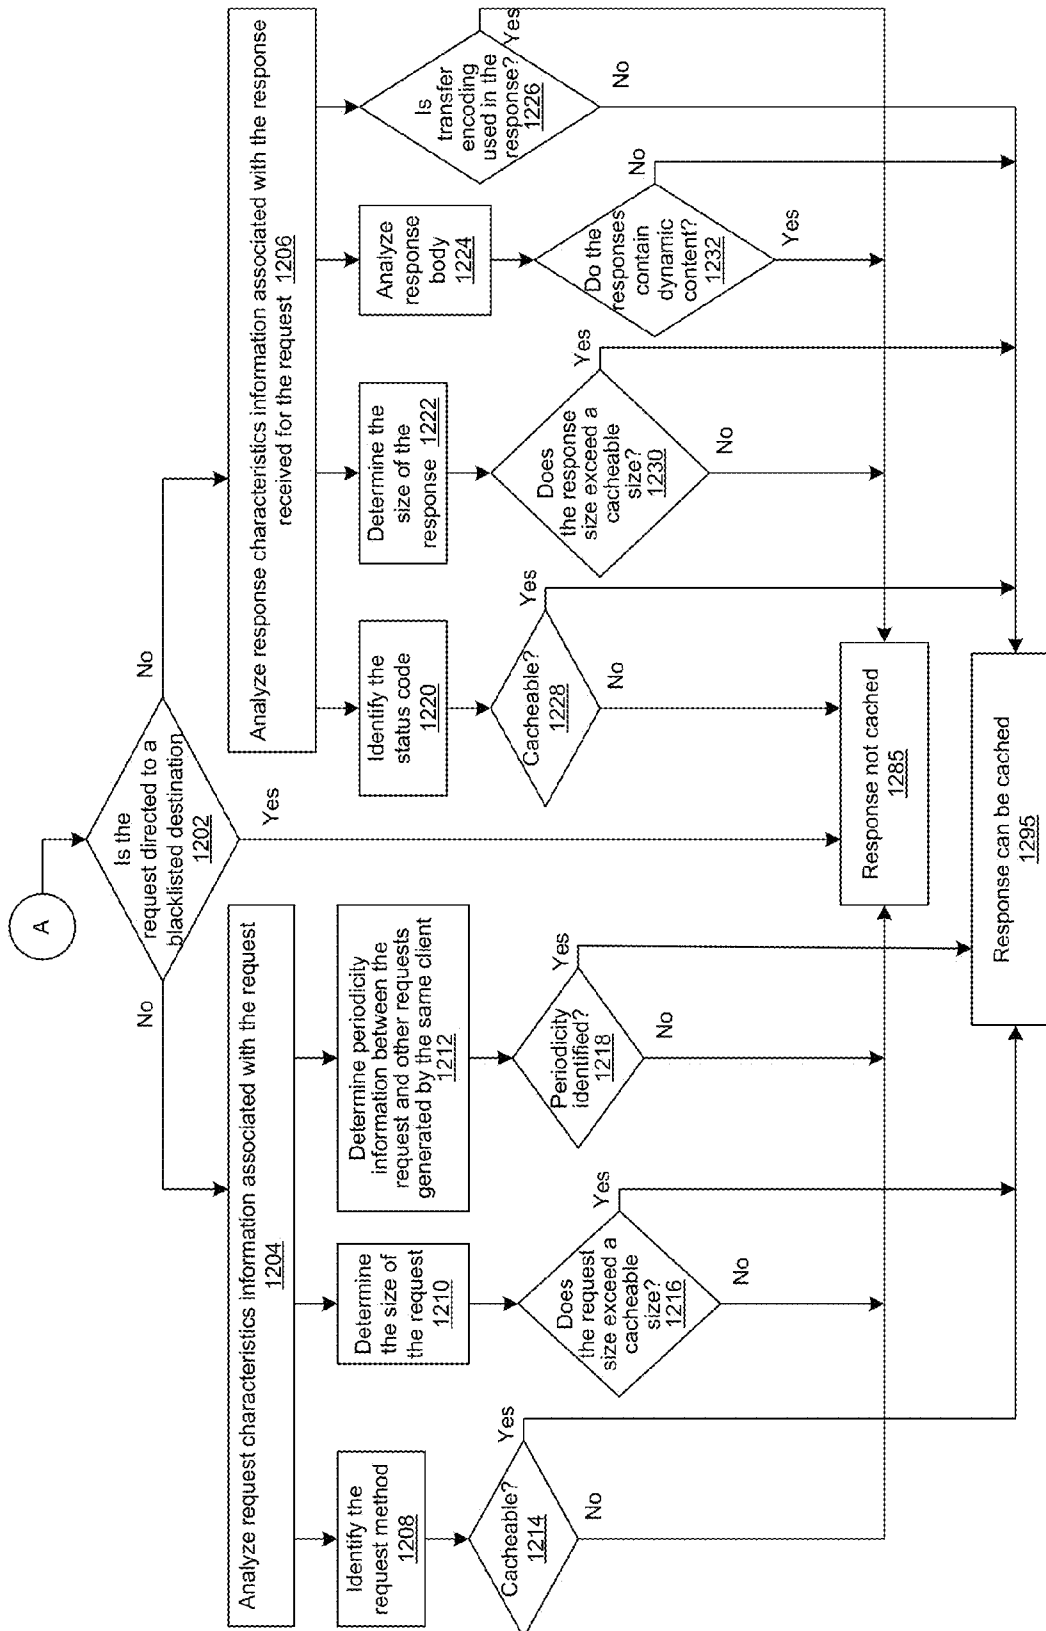 A
Is the
request directed to a
blacklisted destination
1202
No
No
Yes
Analyze request characteristics information associated with the request
1204
Identify the
request method
1208
Determine
the size of
the request
1210
Determine periodicity
information between the
request and other requests
generated by the same client
1212
Cacheable?
1214
Yes
No
Does
the request
size exceed a
cacheable
size?
1216
Yes
No
Periodicity
identified?
1218
Yes
No
Analyze response characteristics information associated with the response
received for the request 1206
Identify the
status code
1220
Determine the
size of the
response 1222
Analyze
response
body
1224
Is
transfer
encoding
used in the
response?
1226
Yes
No
Cacheable?
1228
Yes
No
Does
the response
size exceed a
cacheable
size?
1230
Yes
No
Do the
responses
contain
dynamic
content?
1232
No
Yes
Response not cached
1285
Response can be cached
1295